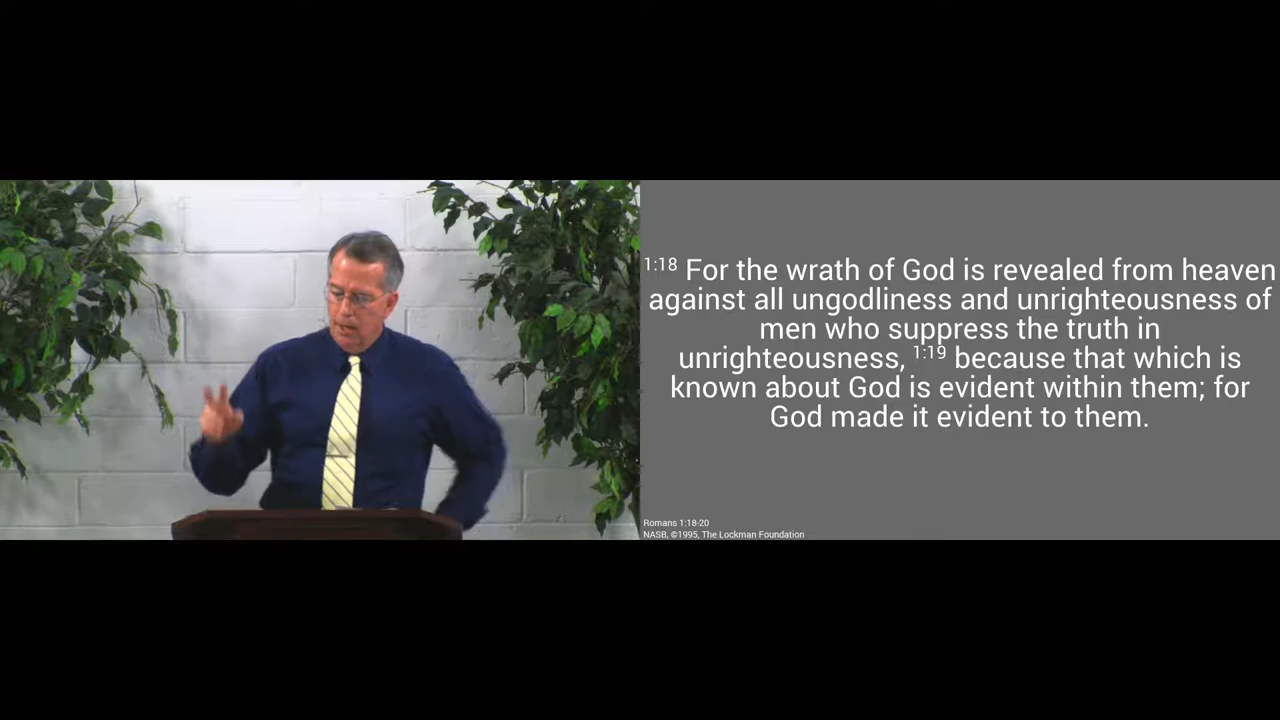 1:18 For the wrath of God is revealed from heaven
against all ungodliness and unrighteousness of
men who suppress the truth in
unrighteousness, 1:19 because that which is
known about God is evident within them; for
God made it evident to them.
Romans 1:18-20
NASB, ©1995, The Lockman Foundation